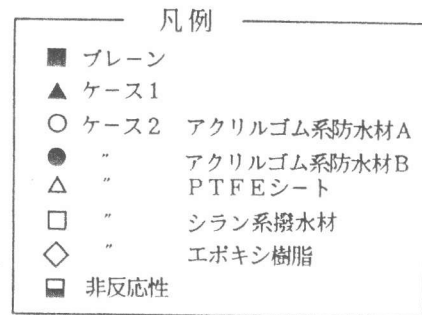 凡例
■ プレーン
▲ ケース1
○ ケース2 アクリルゴム系防水材A
● 〃 アクリルゴム系防水材B
△ 〃 PTFEシート
□ 〃 シラン系撥水材
◇ 〃 エポキシ樹脂
⬓ 非反応性